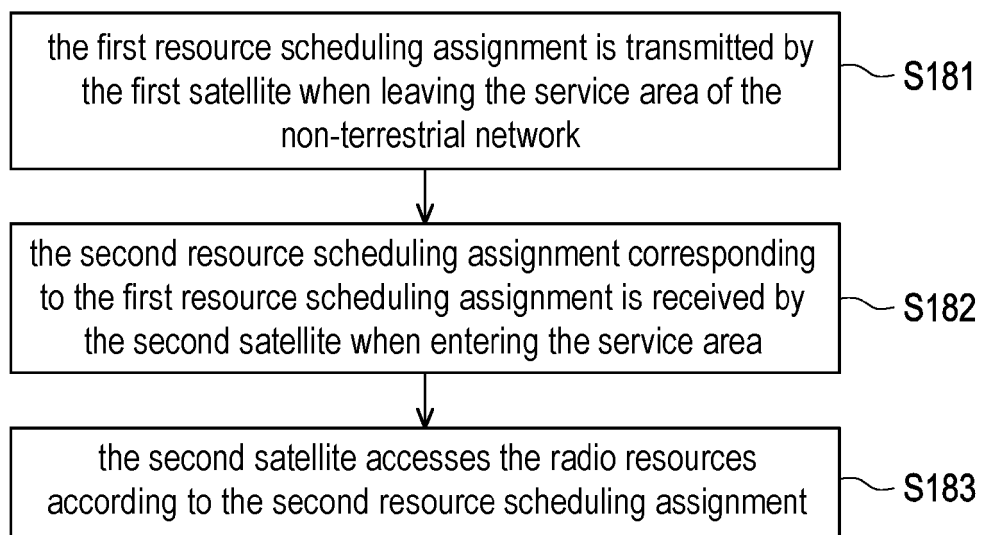 the first resource scheduling assignment is transmitted by
the first satellite when leaving the service area of the
non-terrestrial network
S181
the second resource scheduling assignment corresponding
to the first resource scheduling assignment is received by
the second satellite when entering the service area
S182
the second satellite accesses the radio resources
according to the second resource scheduling assignment
S183